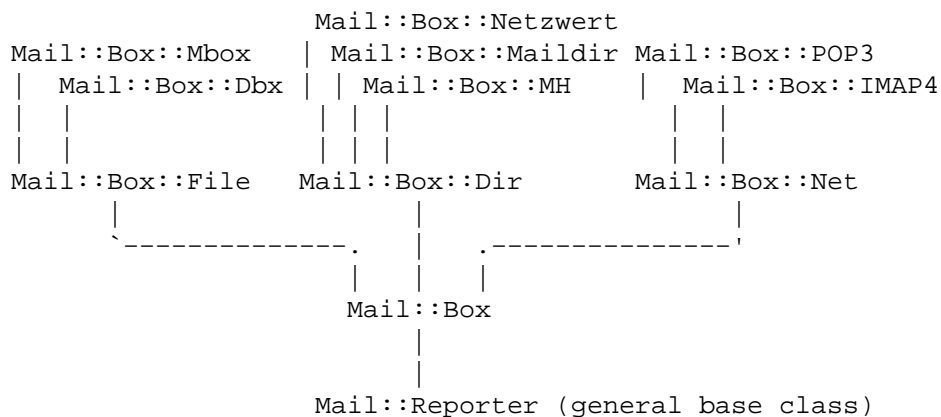 Mail::Box::Netzwert
Mail::Box::Mbox | Mail::Box::Maildir Mail::Box::POP3
| Mail::Box::Dbx | | Mail::Box::MH | Mail::Box::IMAP4
| | | | | | |
| | | | | | |
Mail::Box::File Mail::Box::Dir Mail::Box::Net
| | |
`--------------. | .---------------'
| | |
Mail::Box
|
|
Mail::Reporter (general base class)